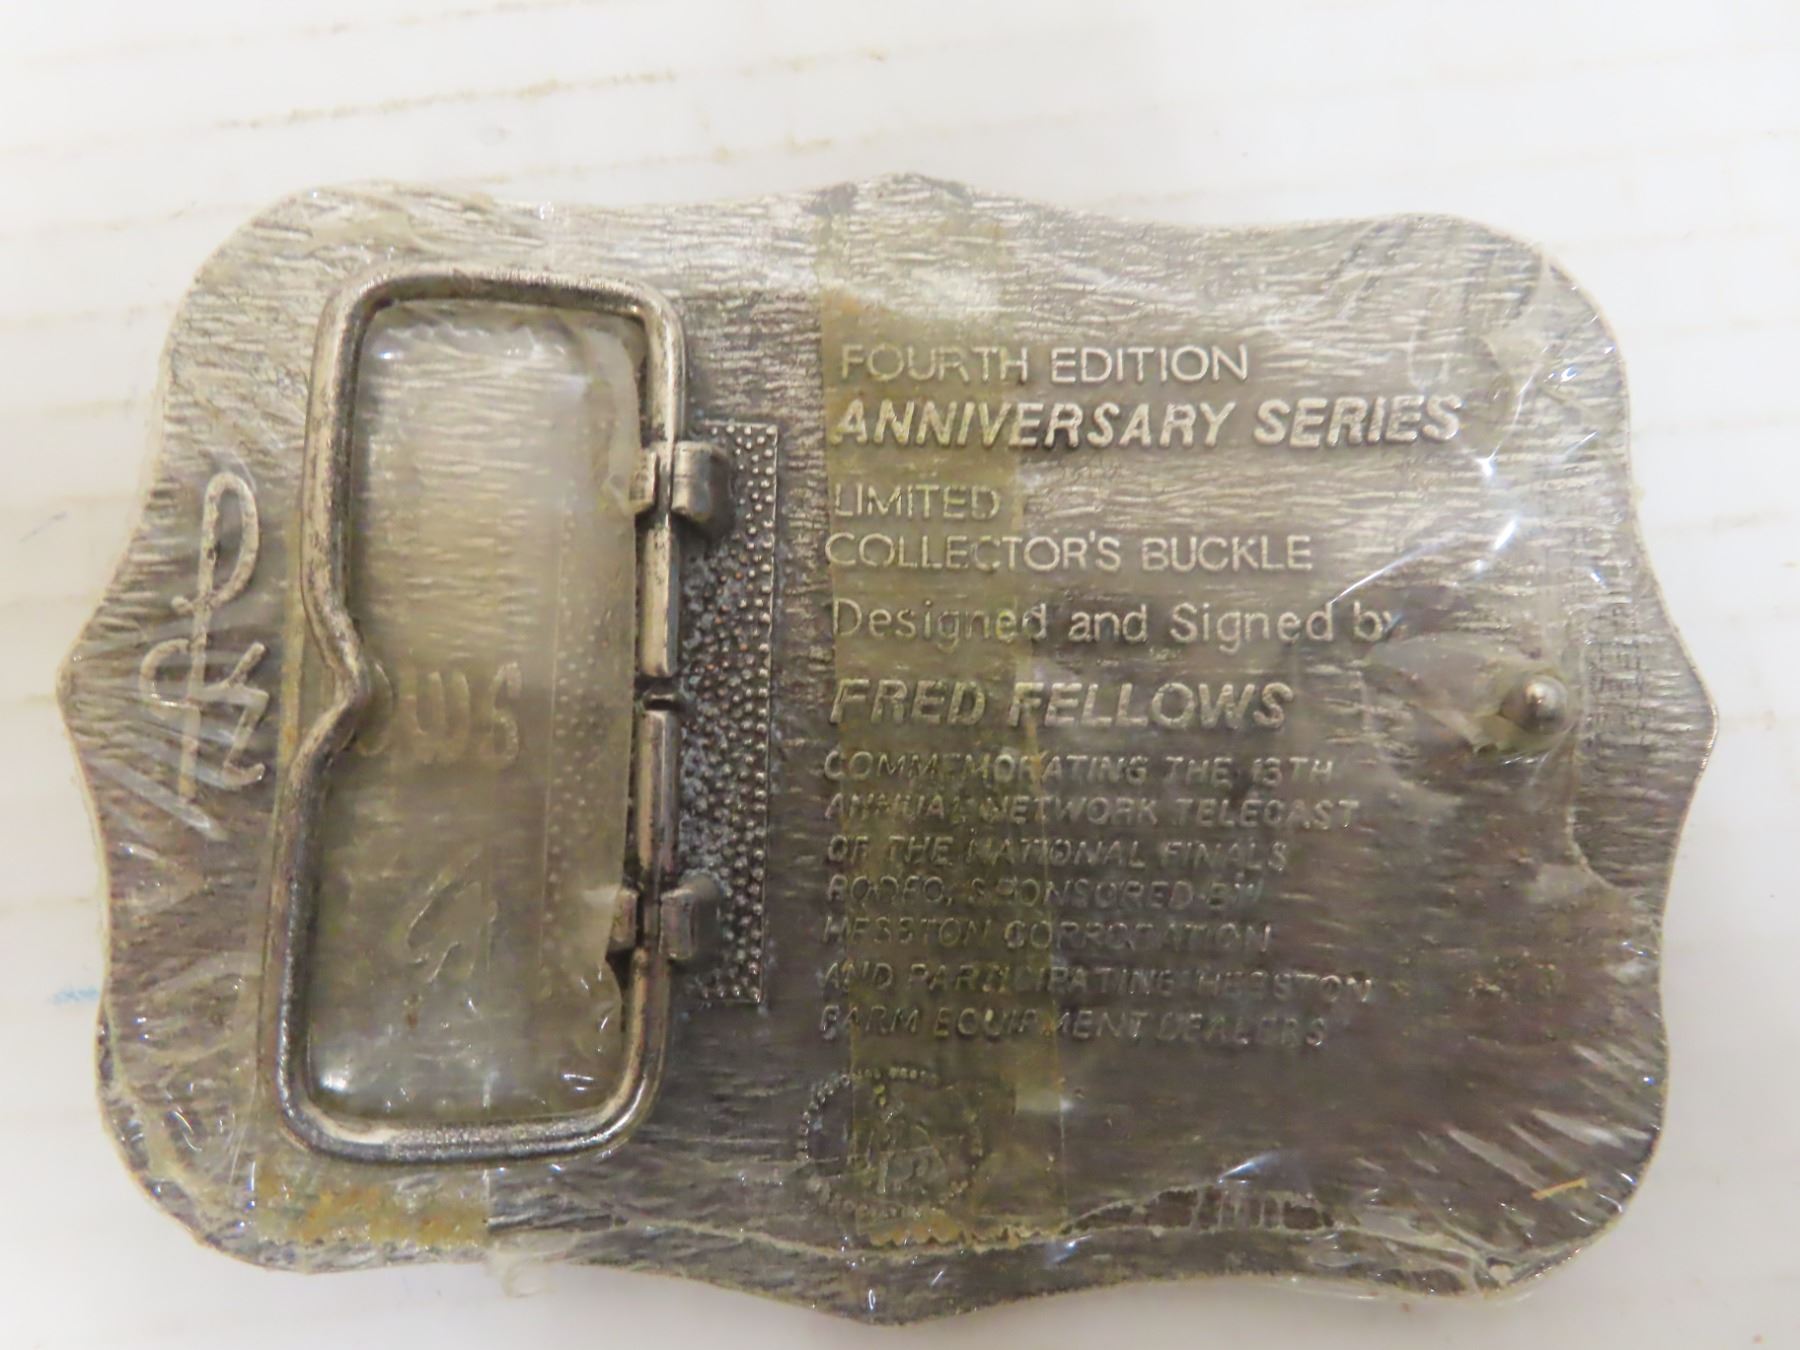 FOURTH EDITION
ANNIVERSARY SERIES
LIMITED
COLLECTOR'S BUCKLE
Designed and Signed by
FRED FELLOWS
COMMEMORATING THE 13TH
ANNUAL NETWORK TELECAST
OF THE NATIONAL FINALS
RODEO, SPONSORED BY
HESSTON CORPORATION
AND PARTICIPATING HESSTON
FARM EQUIPMENT DEALERS